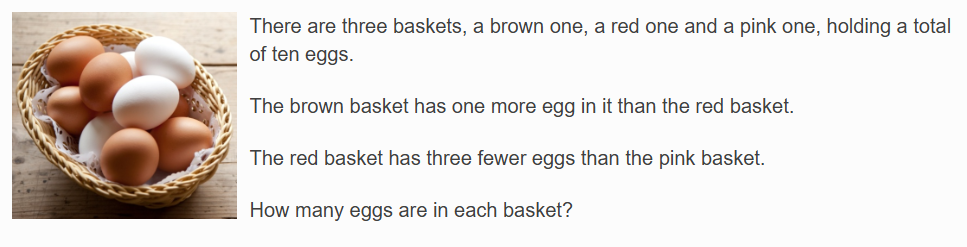 There are three baskets, a brown one, a red one and a pink one, holding a total
of ten eggs.
The brown basket has one more egg in it than the red basket.
The red basket has three fewer eggs than the pink basket.
How many eggs are in each basket?